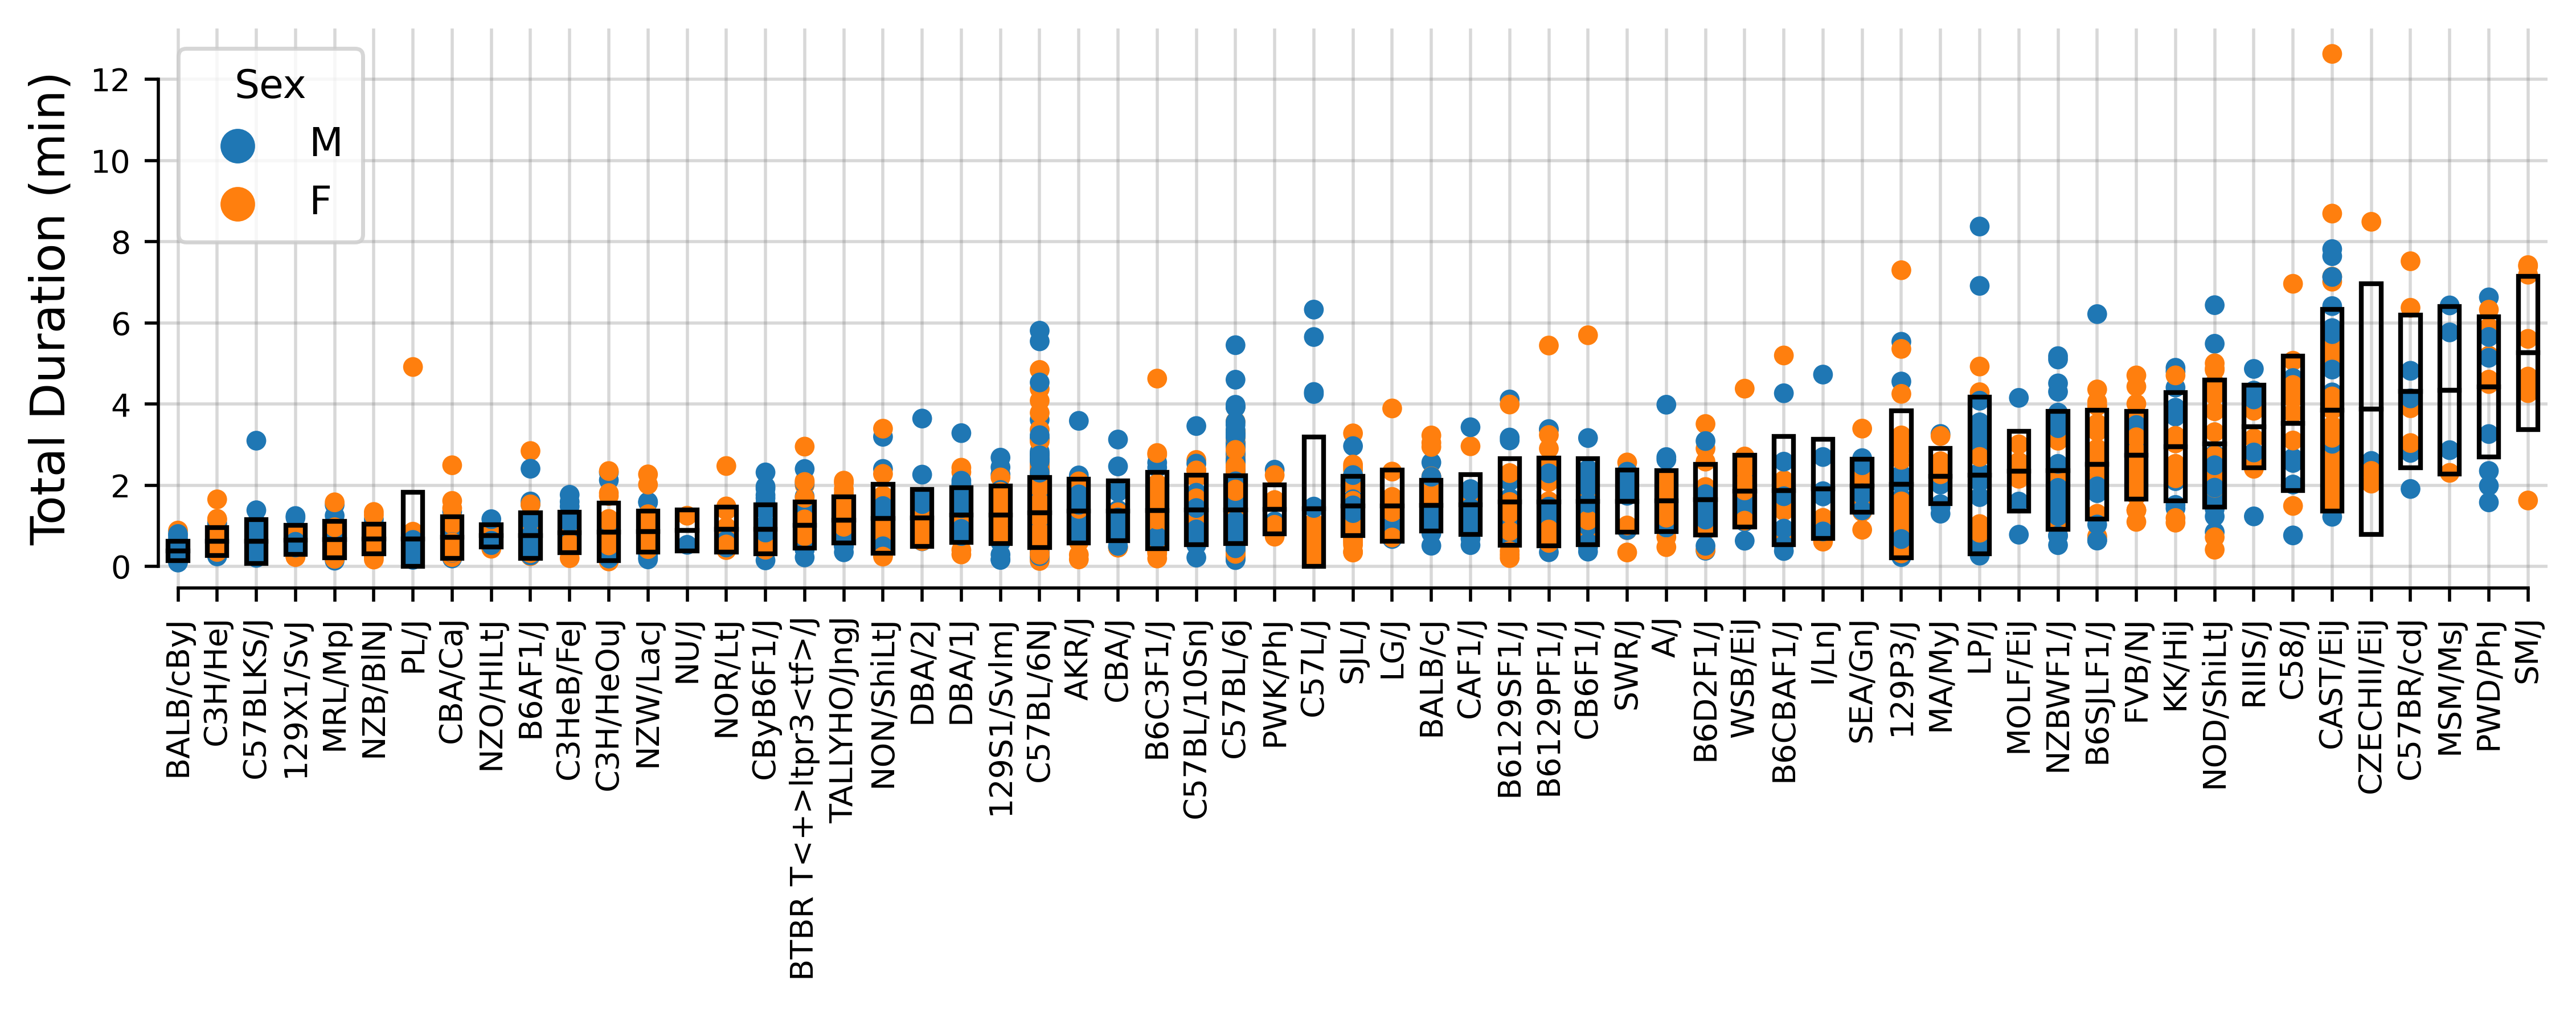 Total Duration (min)
12
10
8
6
4
2
0
Sex
M
F
BALB/cByJ
C3H/HeJ
C57BLKS/J
129X1/SvJ
MRL/MpJ
NZB/BlNJ
PL/J
CBA/CaJ
NZO/HlLtJ
B6AF1/J
C3HeB/FeJ
C3H/HeOuJ
NZW/LacJ
NU/J
NOR/LtJ
CByB6F1/J
BTBR T<+>ltpr3<tf>/J
TALLYHO/JngJ
NON/ShiLtJ
DBA/2J
DBA/1J
129S1/SvImJ
C57BL/6NJ
AKR/J
CBA/J
B6C3F1/J
C57BL/10SnJ
C57BL/6J
PWK/PhJ
C57L/J
SJL/J
LG/J
BALB/cJ
CAF1/J
B6129SF1/J
B6129PF1/J
CB6F1/J
SWR/J
A/J
B6D2F1/J
WSB/EiJ
B6CBAF1/J
I/LnJ
SEA/GnJ
129P3/J
MA/MyJ
LP/J
MOLF/EiJ
NZBWF1/J
B6SJLF1/J
FVB/NJ
KK/HiJ
NOD/ShiLtJ
RIIIS/J
C58/J
CAST/EiJ
CZECHII/EiJ
C57BR/cdJ
MSM/MsJ
PWD/PhJ
SM/J